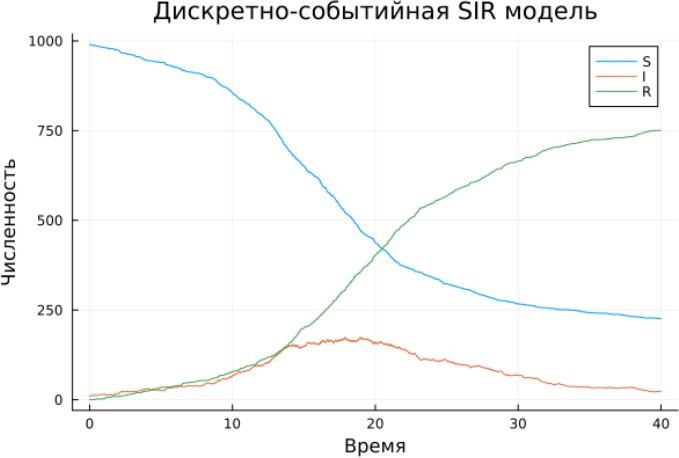 Дискретно-событийная SIR модель
1000
750
500
250
0
Численность
S
I
R
0 10 20 30 40
Время